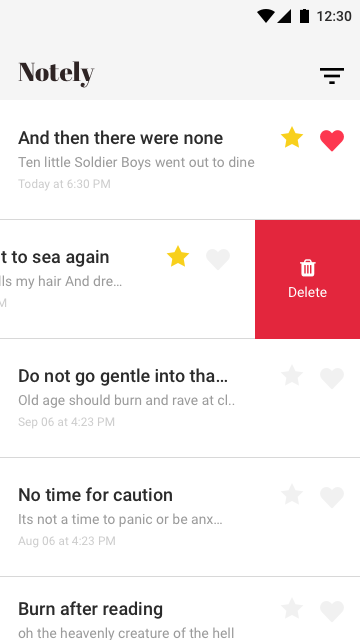 12:30
Notely
And then there were none
Ten little Soldier Boys went out to dine
Today at 6:30 PM
t to sea again
lls my hair And dre...
M
Delete
Do not go gentle into tha...
Old age should burn and rave at cl..
Sep 06 at 4:23 PM
No time for caution
Its not a time to panic or be anx...
Aug 06 at 4:23 PM
Burn after reading
oh the heavenly creature of the hell